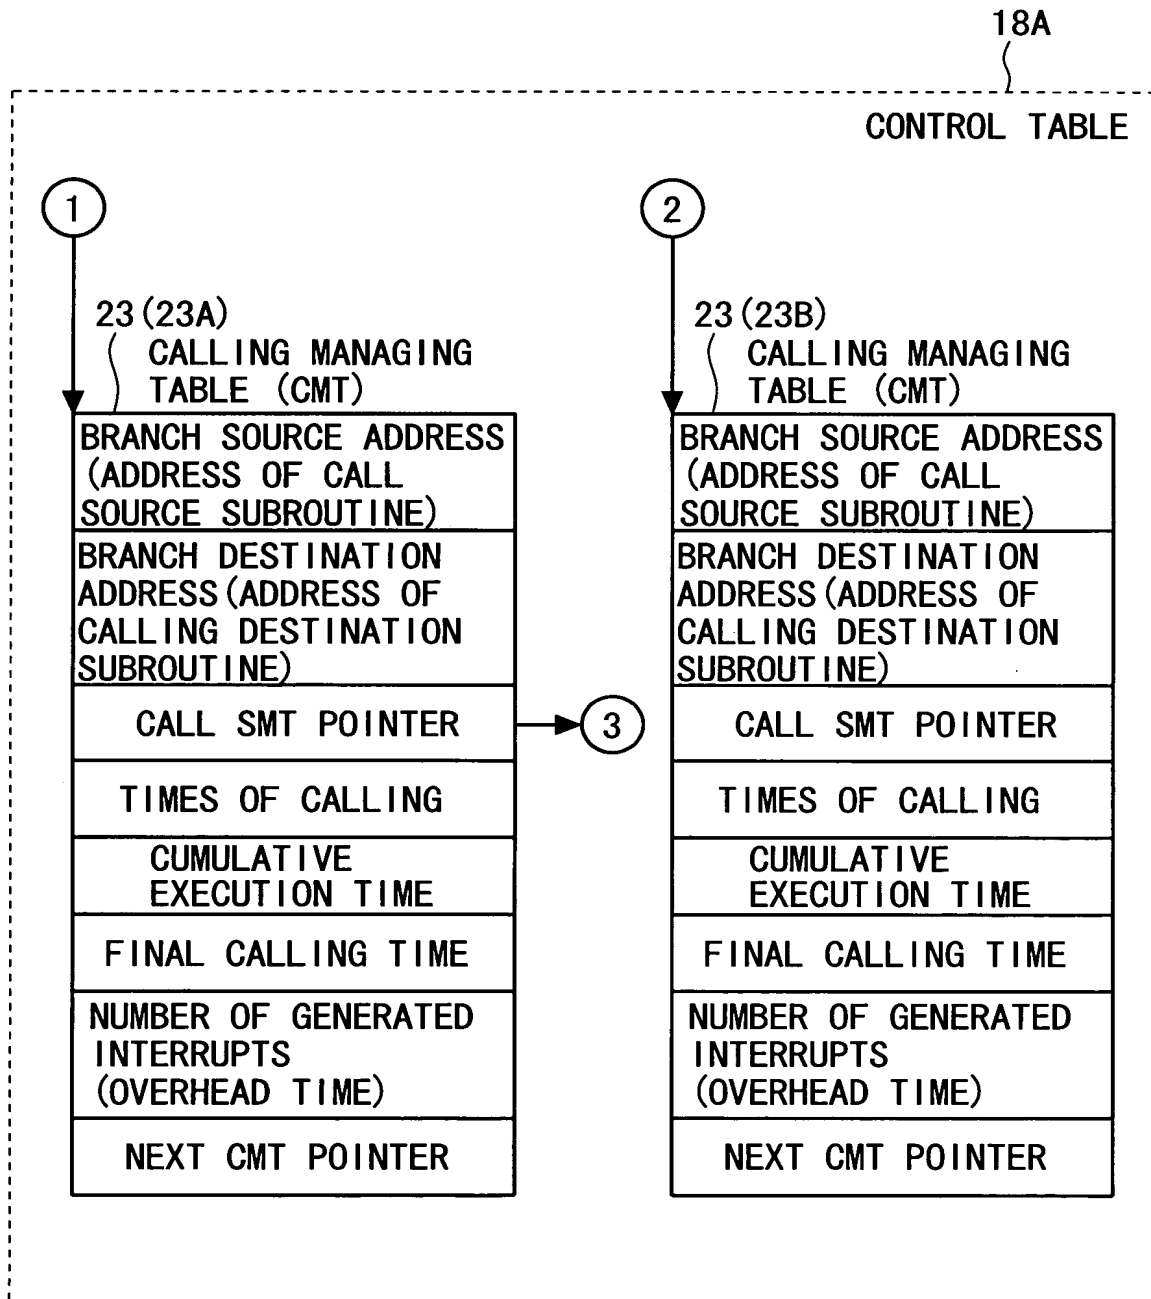 18A
CONTROL TABLE
1
23(23A)
CALLING MANAGING
TABLE (CMT)
BRANCH SOURCE ADDRESS
(ADDRESS OF CALL
SOURCE SUBROUTINE)
BRANCH DESTINATION
ADDRESS(ADDRESS OF
CALLING DESTINATION
SUBROUTINE)
CALL SMT POINTER
3
TIMES OF CALLING
CUMULATIVE
EXECUTION TIME
FINAL CALLING TIME
NUMBER OF GENERATED
INTERRUPTS
(OVERHEAD TIME)
NEXT CMT POINTER
2
23(23B)
CALLING MANAGING
TABLE (CMT)
BRANCH SOURCE ADDRESS
(ADDRESS OF CALL
SOURCE SUBROUTINE)
BRANCH DESTINATION
ADDRESS(ADDRESS OF
CALLING DESTINATION
SUBROUTINE)
CALL SMT POINTER
TIMES OF CALLING
CUMULATIVE
EXECUTION TIME
FINAL CALLING TIME
NUMBER OF GENERATED
INTERRUPTS
(OVERHEAD TIME)
NEXT CMT POINTER